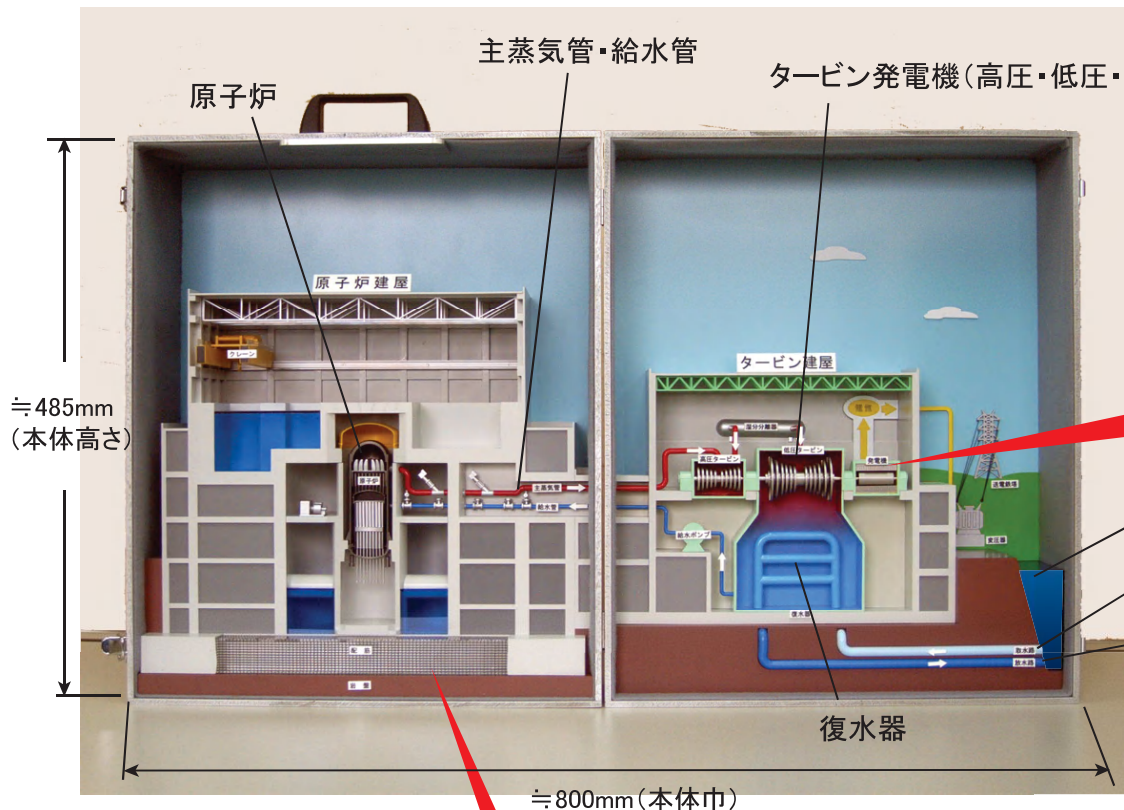 主蒸気管・給水管
タービン発電機(高圧・低圧・
原子炉
原子炉建屋
クレーン
タービン建屋
≒485mm
(本体高さ)
湿分分離器
高圧タービン
低圧タービン
発電機
送電鉄塔
原子炉
主蒸気管
給水管
給水ポンプ
変圧器
復水器
配筋
岩盤
放水路
放水路
復水器
≒800mm(本体巾)